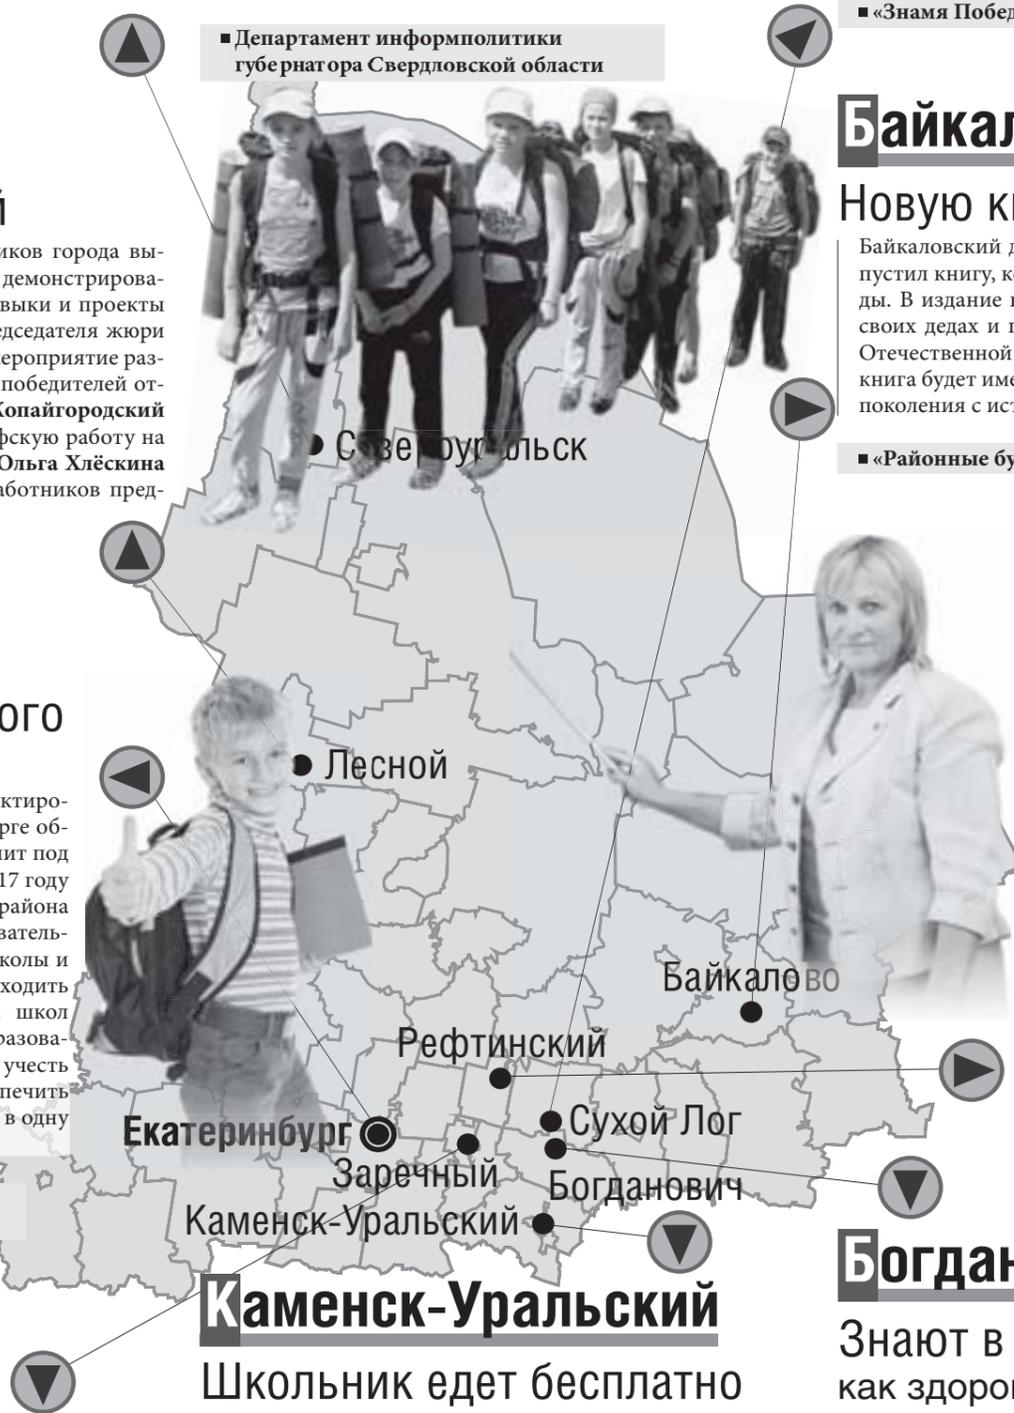 ■ Департамент информполитики
губернатора Свердловской области
■ «Знамя Побед
й
иков города вы-
демонстрирова-
выки и проекты
едседателя жюри
мероприятие раз-
победителей от-
Копайгородский
фскую работу на
Ольга Хлёскина
аботников пред-
Байкал
Новую к
Байкаловский д
пустил книгу, к
ды. В издание
своих дедах и п
Отечественной
книга будет име
поколения с ист
■ «Районные бу
ого
ктиро-
рге об-
ит под
17 году
района
ватель-
колы и
ходить
школ
разова-
учесть
печить
в одну
Североуральск
Лесной
Байкалово
Рефтинский
Екатеринбург
Сухой Лог
Заречный
Богданович
Каменск-Уральский
Каменск-Уральский
Школьник едет бесплатно
Богдан
Знают в
как здоро